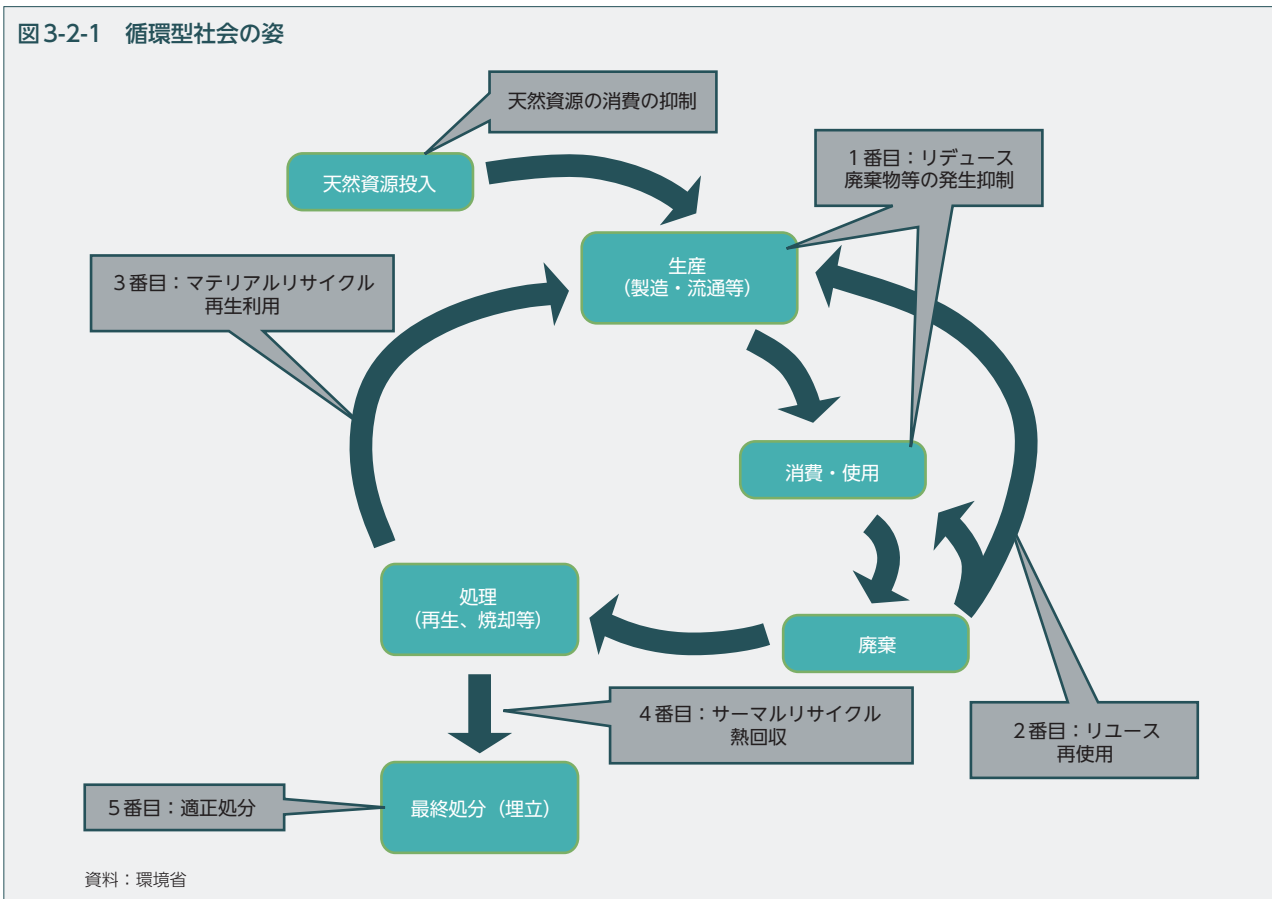 図3-2-1 循環型社会の姿
天然資源の消費の抑制
天然資源投入
1番目：リデュース
廃棄物等の発生抑制
生産
（製造・流通等）
3番目：マテリアルリサイクル
再生利用
消費・使用
処理
（再生、焼却等）
廃棄
4番目：サーマルリサイクル
熱回収
2番目：リユース
再使用
5番目：適正処分
最終処分（埋立）
資料：環境省